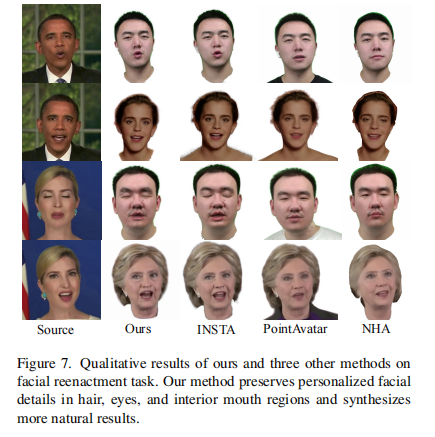 Source Ours INSTA PointAvatar NHA
Figure 7. Qualitative results of ours and three other methods on
facial reenactment task. Our method preserves personalized facial
details in hair, eyes, and interior mouth regions and synthesizes
more natural results.